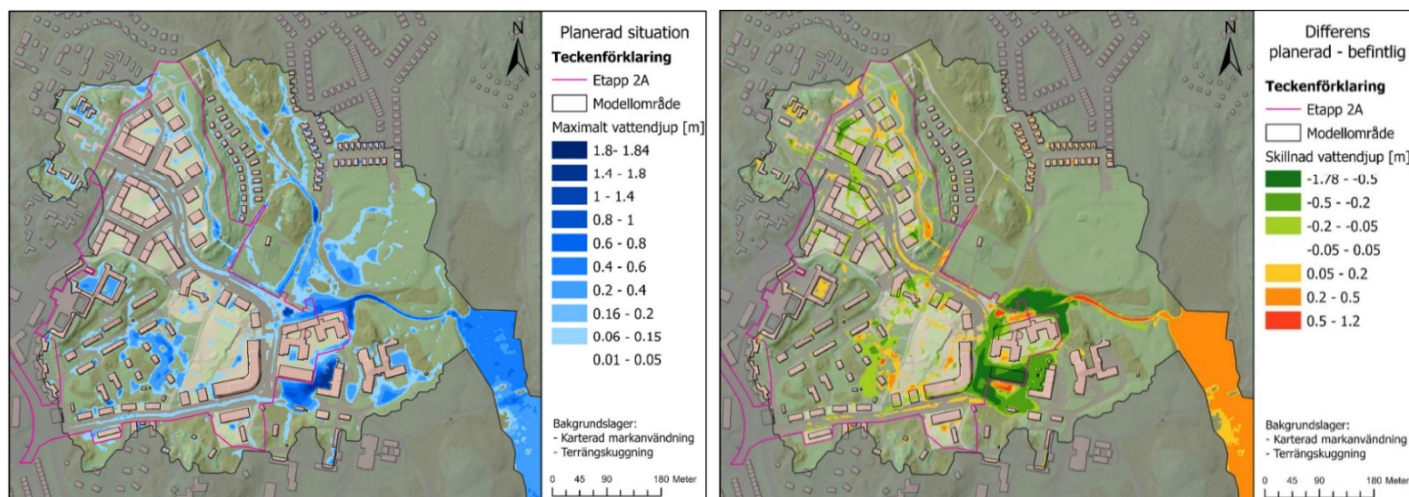 N
Planerad situation
Teckenförklaring
Etapp 2A
Modellområde
Maximalt vattendjup [m]
1.8- 1.84
1.4 - 1.8
1 - 1.4
0.8 - 1
0.6 - 0.8
0.4 - 0.6
0.2 - 0.4
0.16 - 0.2
0.06 - 0.15
0.01 - 0.05
Bakgrundslager:
- Karterad markanvändning
- Terrängskuggning
0 45 90 180 Meter
N
Differens
planerad - befintlig
Teckenförklaring
Etapp 2A
Modellområde
Skillnad vattendjup [m]
-1.78 - -0.5
-0.5 - -0.2
-0.2 - -0.05
-0.05 - 0.05
0.05 - 0.2
0.2 - 0.5
0.5 - 1.2
Bakgrundslager:
- Karterad markanvändning
- Terrängskuggning
0 45 90 180 Meter